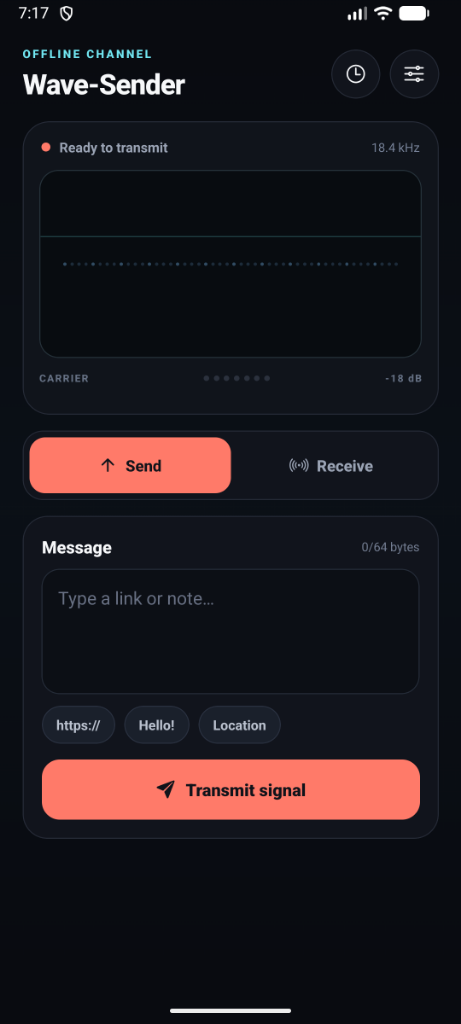 7:17
OFFLINE CHANNEL
Wave-Sender
Ready to transmit 18.4 kHz
CARRIER -18 dB
Send Receive
Message 0/64 bytes
Type a link or note…
https:// Hello! Location
Transmit signal